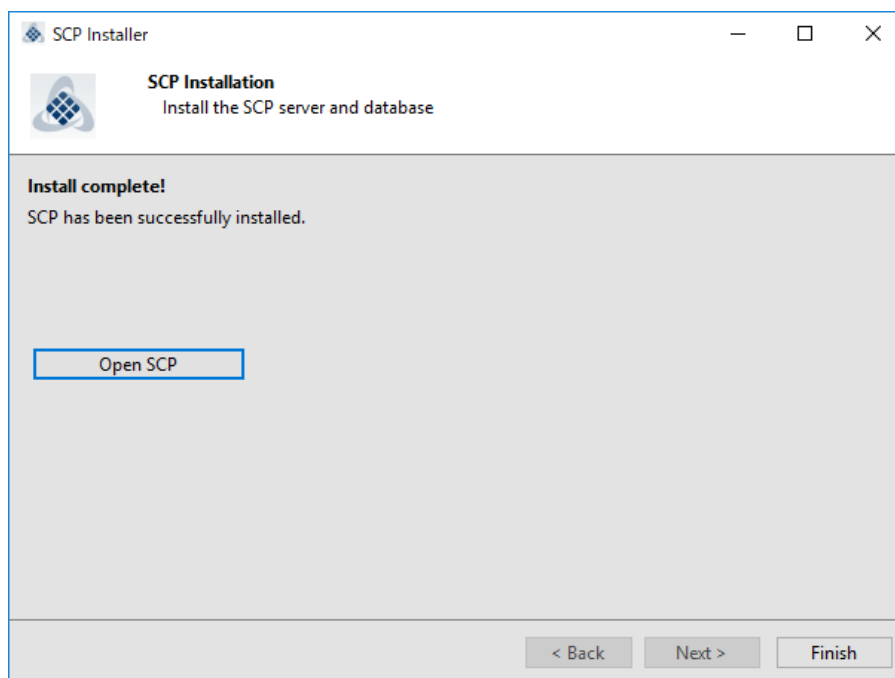 SCP Installer
SCP Installation
Install the SCP server and database
Install complete!
SCP has been successfully installed.
Open SCP
< Back
Next >
Finish